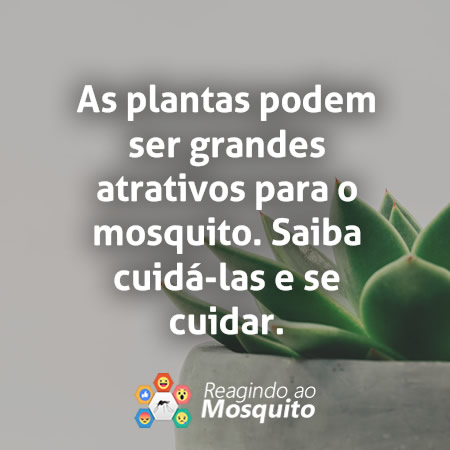 As plantas podem
ser grandes
atrativos para o
mosquito. Saiba
cuidá-las e se
cuidar.
Reagindo ao
Mosquito